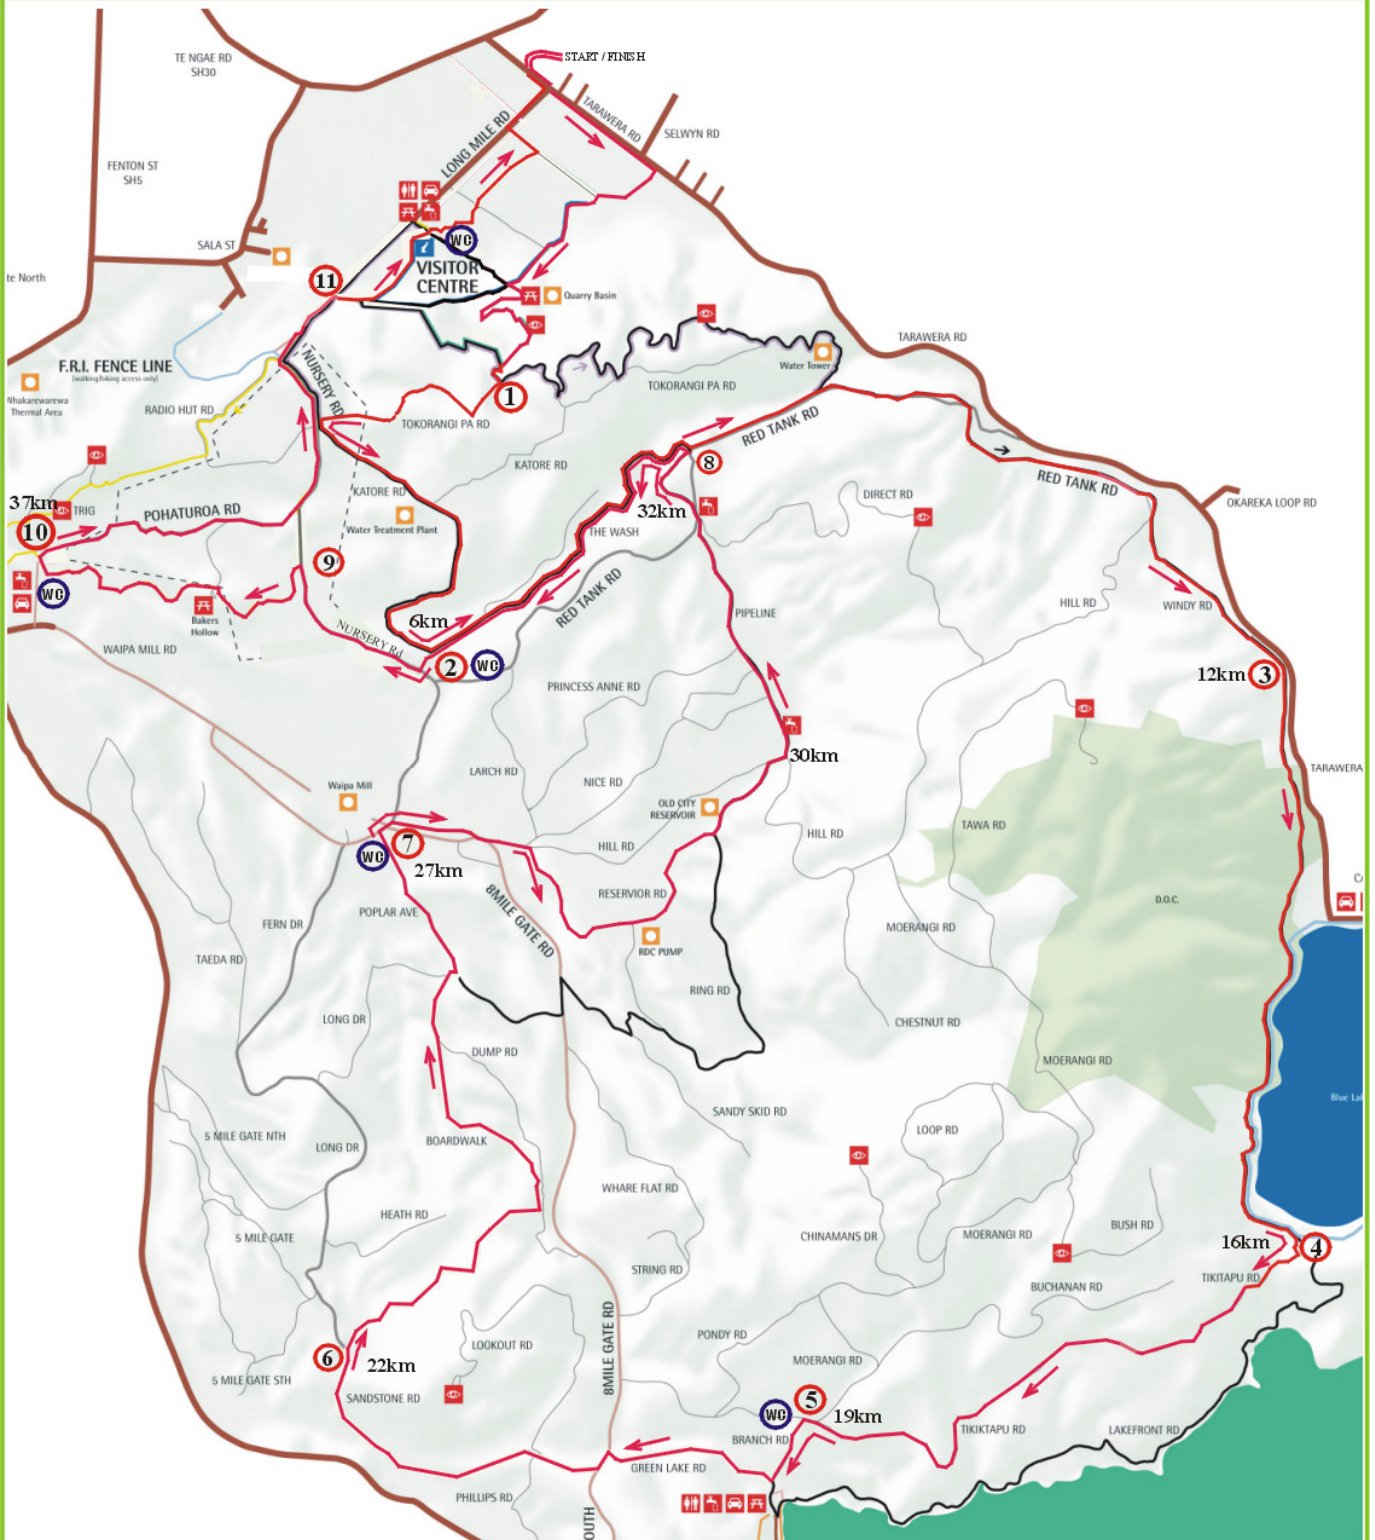 START / FINISH
TE NGAE RD
SH30
TARAWERA RD
SELWYN RD
LONG MILE RD
FENTON ST
SH5
SALA ST
WC
VISITOR
CENTRE
te North
11
Quarry Basin
TARAWERA RD
F.R.I. FENCE LINE
(walking/biking access only)
NURSERY RD
Water Tower
Whakarewarewa
Thermal Area
RADIO HUT RD
TOKORANGI PA RD
1
TOKORANGI PA RD
RED TANK RD
KATORE RD
8
RED TANK RD
KATORE RD
DIRECT RD
OKAREKA LOOP RD
37km
TRIG
POHATUROA RD
32km
10
Water Treatment Plant
THE WASH
9
WC
RED TANK RD
Bakers
Hollow
6km
PIPELINE
HILL RD
WINDY RD
NURSERY Rd
WAIPA MILL RD
2
WC
12km
3
PRINCESS ANNE RD
30km
TARAWERA
LARCH RD
NICE RD
Waipa Mill
OLD CITY
RESERVOIR
TAWA RD
HILL RD
HILL RD
7
WC
27km
RESERVIOR RD
D.O.C.
POPLAR AVE
8MILE GATE RD
FERN DR
MOERANGI RD
TAEDA RD
RDC PUMP
RING RD
LONG DR
CHESTNUT RD
DUMP RD
MOERANGI RD
Blue Lak
SANDY SKID RD
5 MILE GATE NTH
LONG DR
BOARDWALK
LOOP RD
WHARE FLAT RD
HEATH RD
5 MILE GATE
CHINAMANS DR
MOERANGI RD
BUSH RD
16km
4
STRING RD
TIKITAPU RD
BUCHANAN RD
8MILE GATE RD
PONDY RD
LOOKOUT RD
6
22km
MOERANGI RD
5 MILE GATE STH
SANDSTONE RD
5
WC
19km
BRANCH RD
TIKIKTAPU RD
LAKEFRONT RD
GREEN LAKE RD
PHILLIPS RD
OUTH